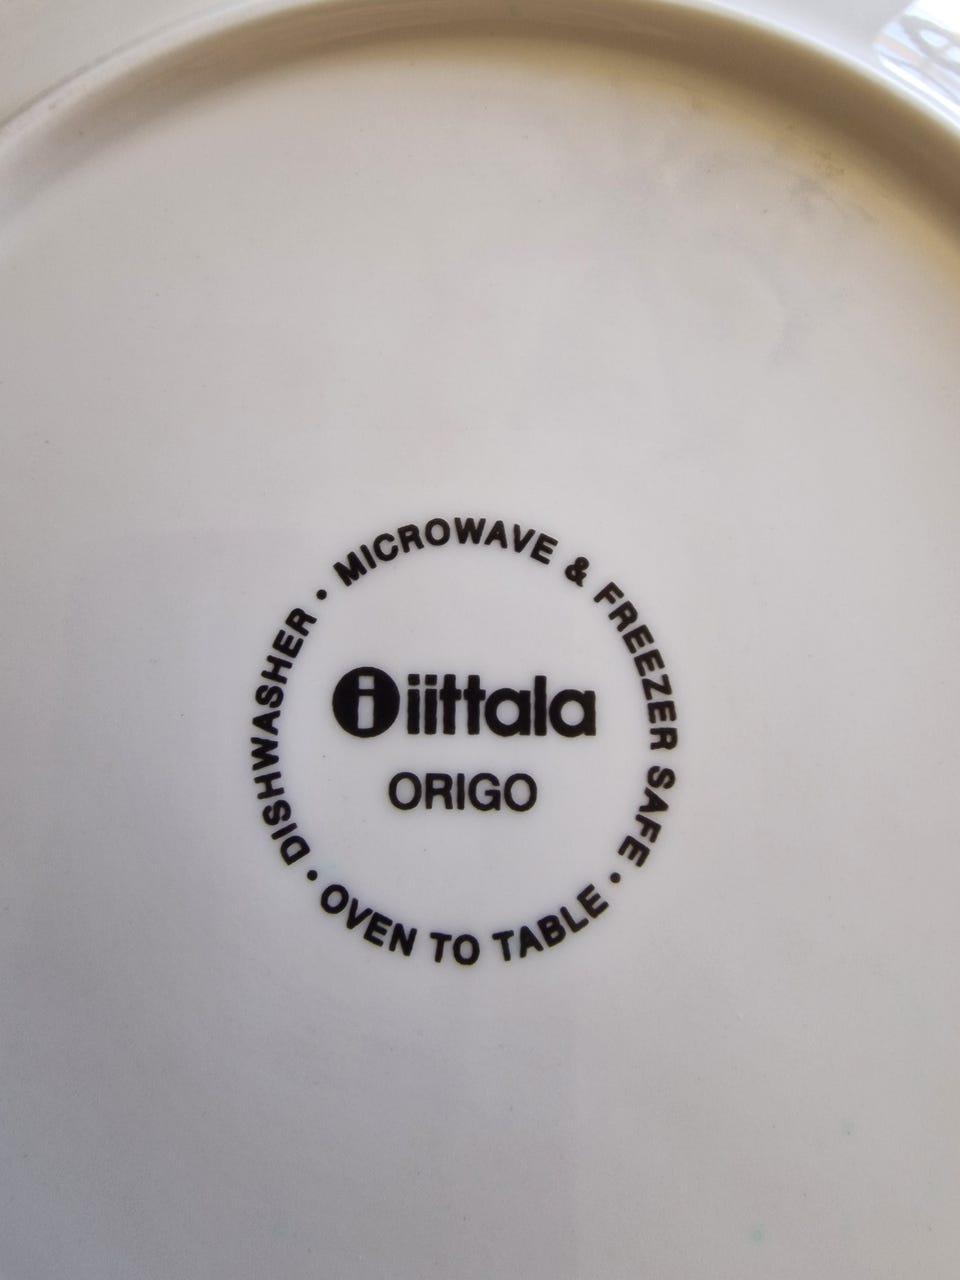 DISHWASHER • MICROWAVE & FREEZER SAFE •
iittala
ORIGO
OVEN TO TABLE •